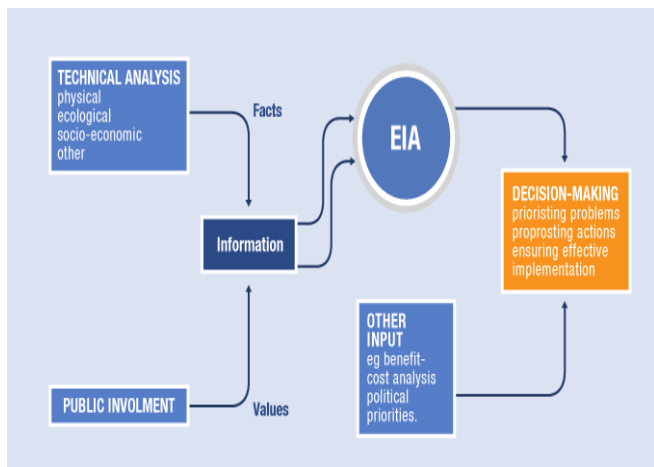 TECHNICAL ANALYSIS
physical
ecological
socio-economic
other
Facts
EIA
Information
DECISION-MAKING
prioristing problems
proprosting actions
ensuring effective
implementation
OTHER
INPUT
eg benefit-
cost analysis
political
priorities.
PUBLIC INVOLMENT
Values